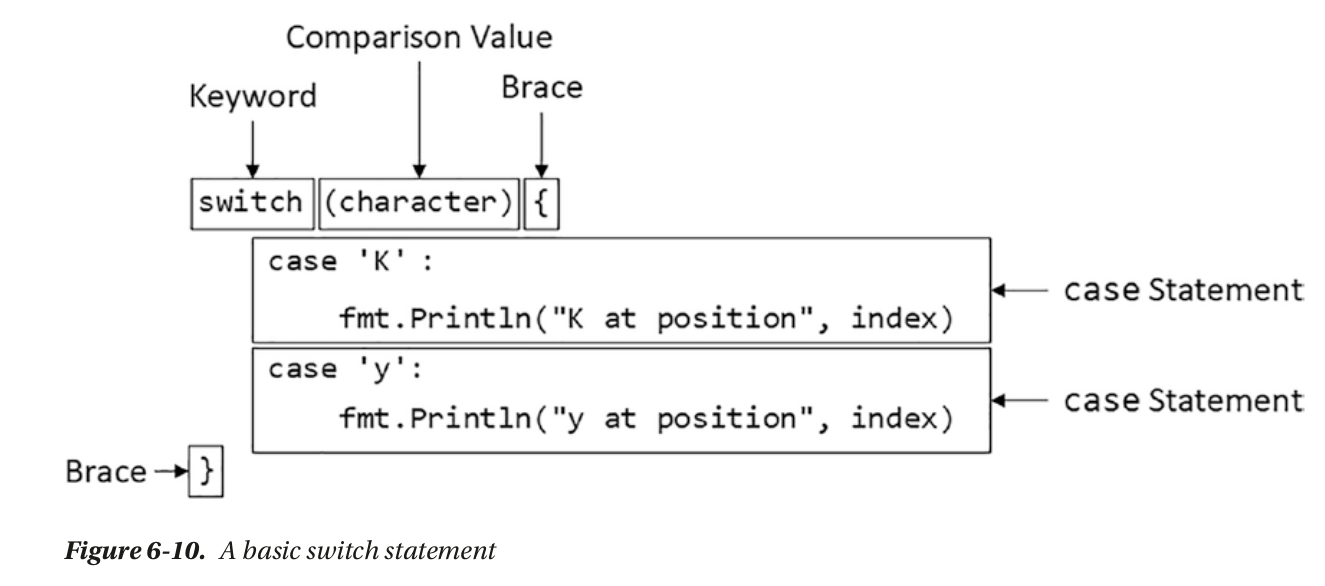 Comparison Value
Keyword
Brace
switch (character) {
case 'K' :
fmt.Println("K at position", index)
case Statement
case 'y':
fmt.Println("y at position", index)
case Statement
Brace }
Figure 6-10. A basic switch statement